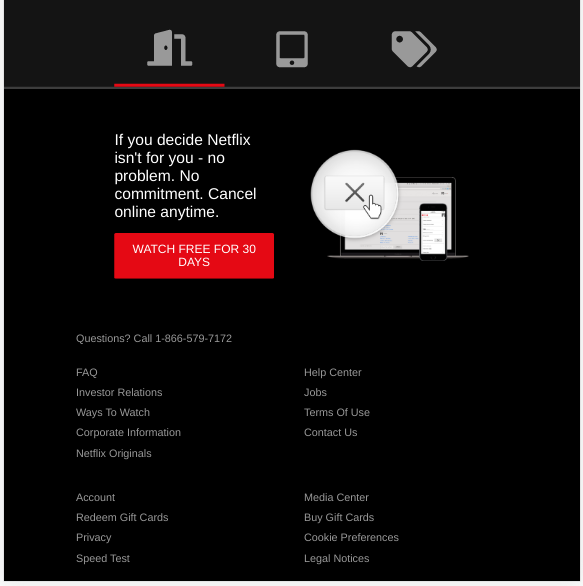 If you decide Netflix
isn't for you - no
problem. No
commitment. Cancel
online anytime.
WATCH FREE FOR 30
DAYS
Questions? Call 1-866-579-7172
FAQ
Investor Relations
Ways To Watch
Corporate Information
Netflix Originals
Help Center
Jobs
Terms Of Use
Contact Us
Account
Redeem Gift Cards
Privacy
Speed Test
Media Center
Buy Gift Cards
Cookie Preferences
Legal Notices